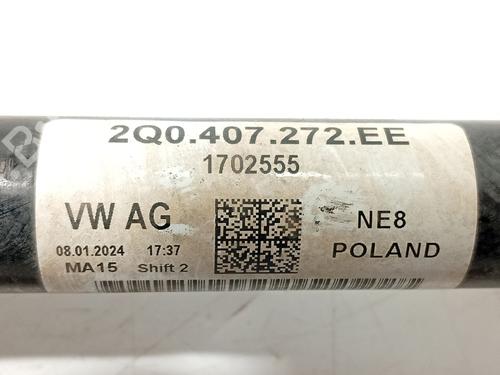 2Q0.407.272.EE
1702555
VW AG
NE8
08.01.2024 17:37
POLAND
MA15 Shift 2